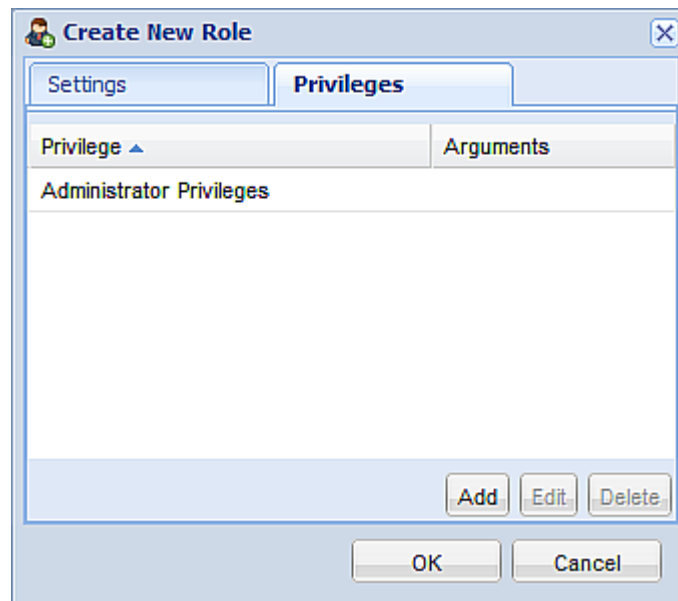 Create New Role
Settings Privileges
Privilege Arguments
Administrator Privileges
Add Edit Delete
OK Cancel